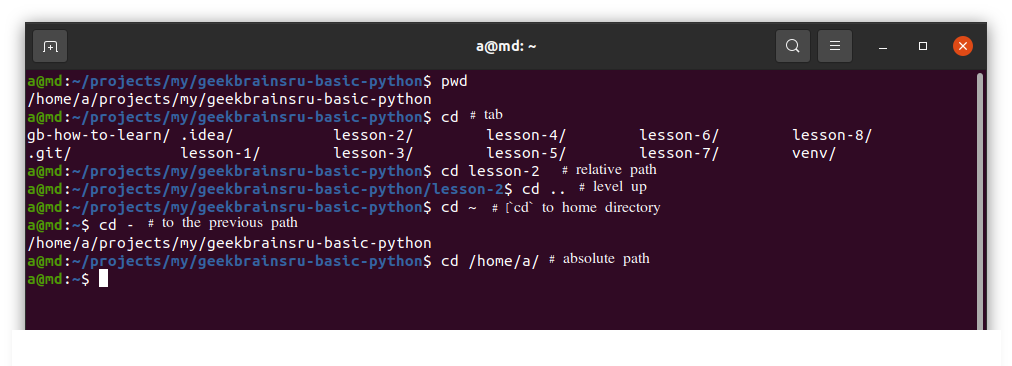 a@md: ~
a@md:~/projects/my/geekbrainsru-basic-python$ pwd
/home/a/projects/my/geekbrainsru-basic-python
a@md:~/projects/my/geekbrainsru-basic-python$ cd # tab
gb-how-to-learn/ .idea/ lesson-2/ lesson-4/ lesson-6/ lesson-8/
.git/ lesson-1/ lesson-3/ lesson-5/ lesson-7/ venv/
a@md:~/projects/my/geekbrainsru-basic-python$ cd lesson-2 # relative path
a@md:~/projects/my/geekbrainsru-basic-python/lesson-2$ cd .. # level up
a@md:~/projects/my/geekbrainsru-basic-python$ cd ~ # [`cd` to home directory
a@md:~$ cd - # to the previous path
/home/a/projects/my/geekbrainsru-basic-python
a@md:~/projects/my/geekbrainsru-basic-python$ cd /home/a/ # absolute path
a@md:~$